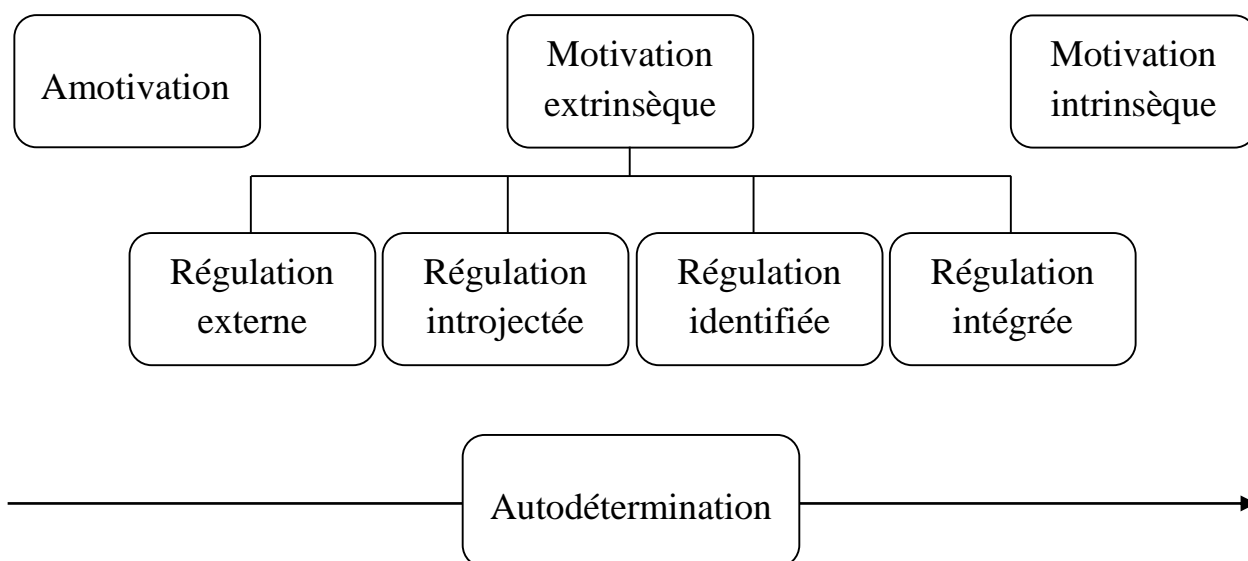 Amotivation
Motivation
extrinsèque
Motivation
intrinsèque
Régulation
externe
Régulation
introjectée
Régulation
identifiée
Régulation
intégrée
Autodétermination